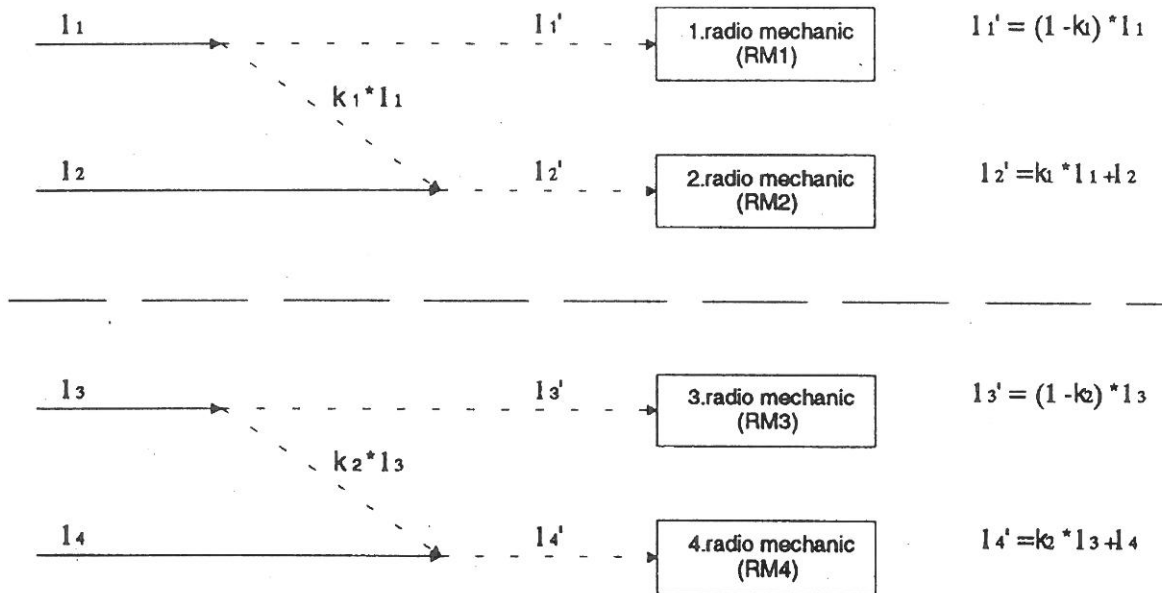 l1 l1' 1.radio mechanic (RM1) l1' = (1 -k1) * l1
k1* l1
l2 l2' 2.radio mechanic (RM2) l2' =k1 * l1 +l2
l3 l3' 3.radio mechanic (RM3) l3' = (1 -k2) * l3
k2* l3
l4 l4' 4.radio mechanic (RM4) l4' =k2 * l3 +l4